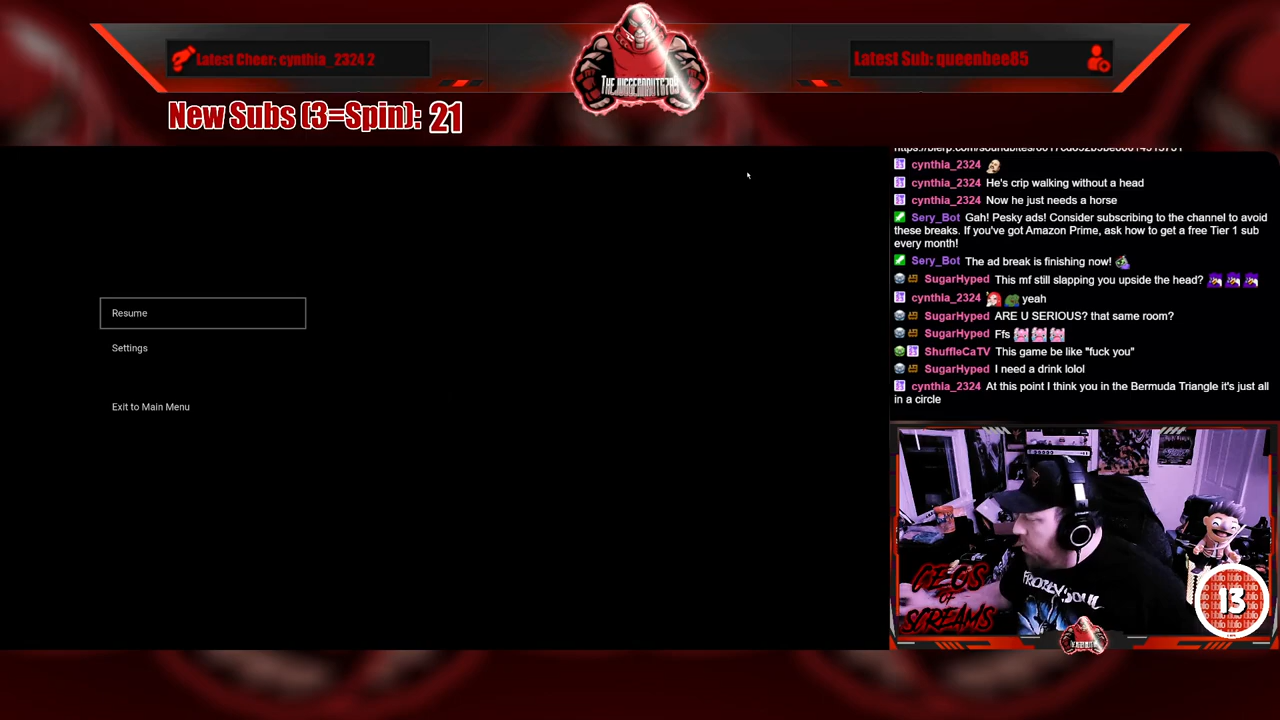 Latest Cheer: cynthia_2324 2
THEJUGGERNAUT6789
Latest Sub: queenbee85
New Subs (3=Spin): 21
Resume
Settings
Exit to Main Menu
cynthia_2324
cynthia_2324 He's crip walking without a head
cynthia_2324 Now he just needs a horse
Sery_Bot Gah! Pesky ads! Consider subscribing to the channel to avoid
these breaks. If you've got Amazon Prime, ask how to get a free Tier 1 sub
every month!
Sery_Bot The ad break is finishing now!
SugarHyped This mf still slapping you upside the head?
cynthia_2324 yeah
SugarHyped ARE U SERIOUS? that same room?
SugarHyped Ffs
ShuffleCaTV This game be like "fuck you"
SugarHyped I need a drink lolol
cynthia_2324 At this point I think you in the Bermuda Triangle it's just all
in a circle
OF
SCREAMS
FROZEN SOUL
13